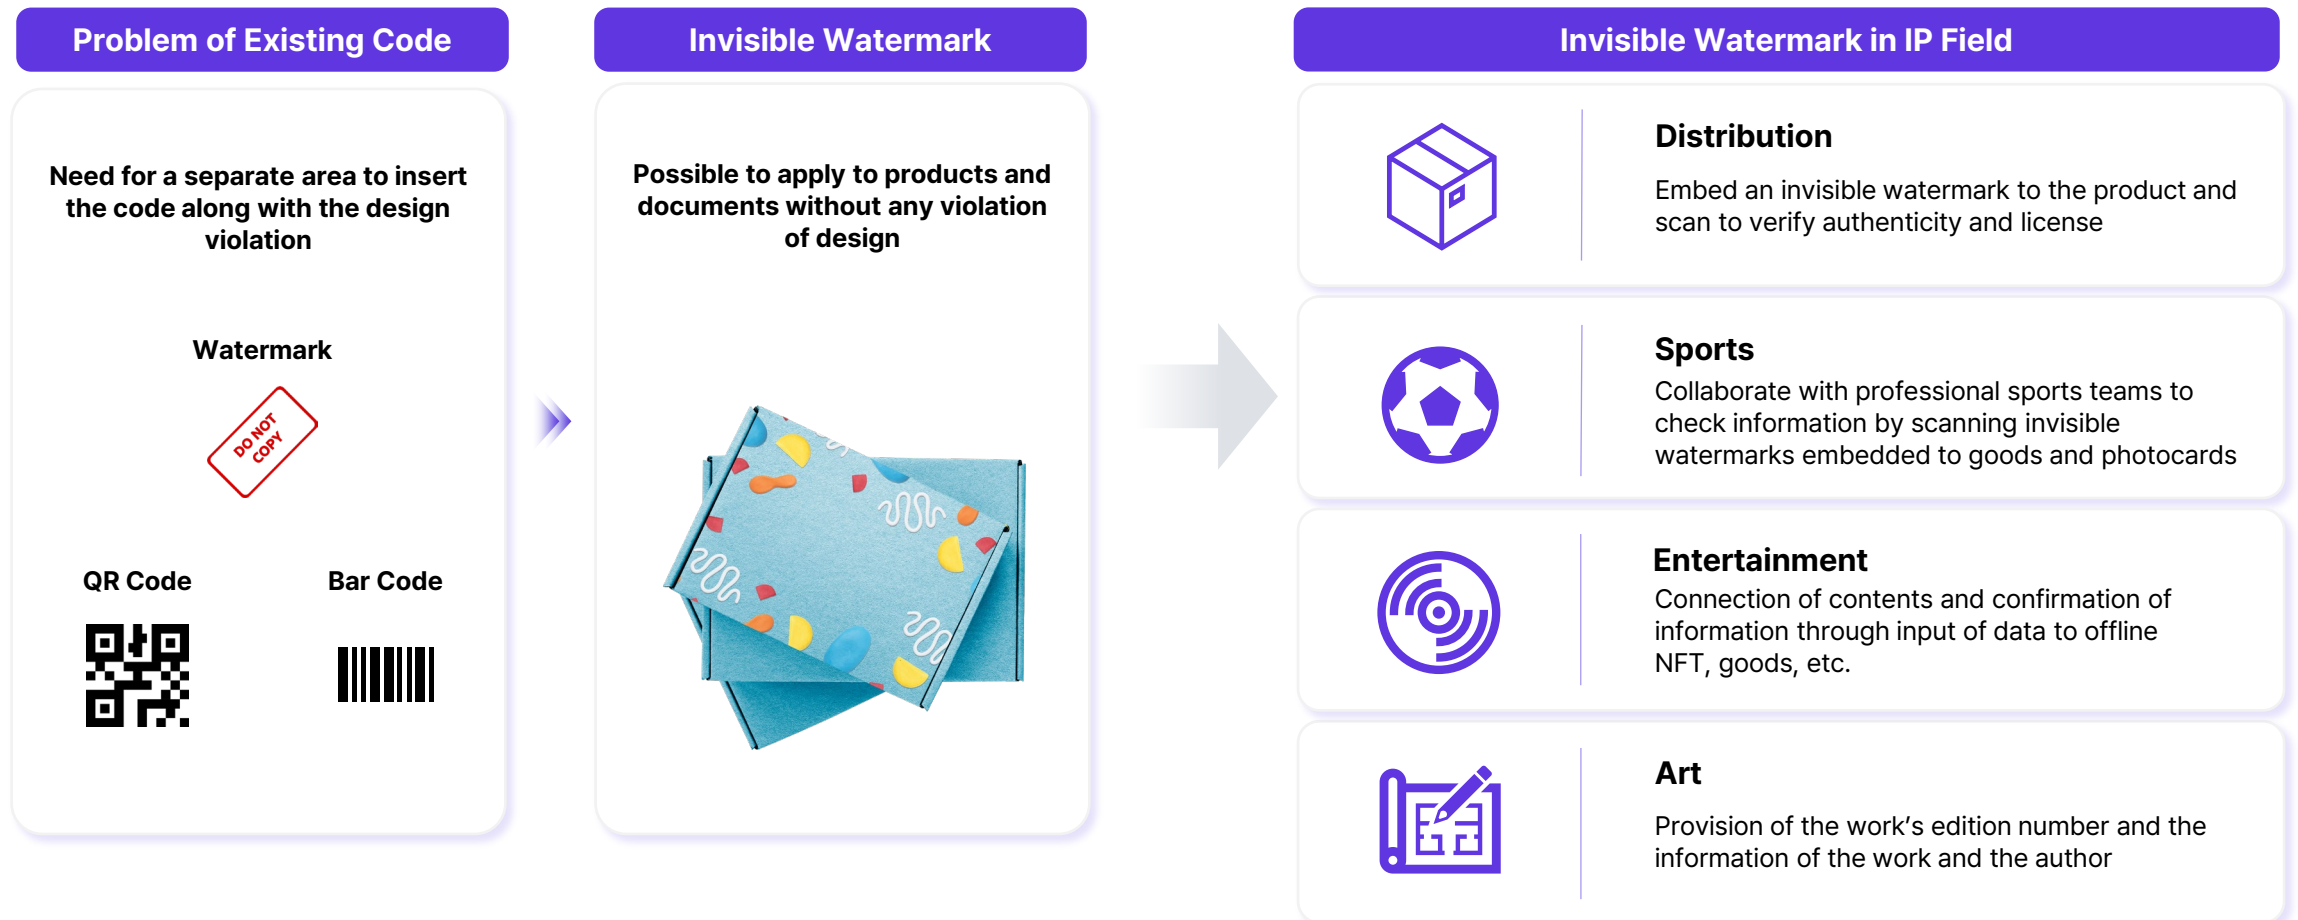 Problem of Existing Code
Need for a separate area to insert
the code along with the design
violation
Watermark
DO NOT
COPY
QR Code
Bar Code
Invisible Watermark
Possible to apply to products and
documents without any violation
of design
Invisible Watermark in IP Field
Distribution
Embed an invisible watermark to the product and
scan to verify authenticity and license
Sports
Collaborate with professional sports teams to
check information by scanning invisible
watermarks embedded to goods and photocards
Entertainment
Connection of contents and confirmation of
information through input of data to offline
NFT, goods, etc.
Art
Provision of the work’s edition number and the
information of the work and the author